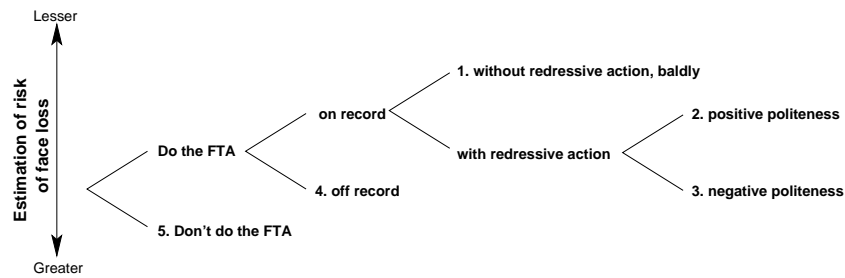 Lesser
Estimation of risk
of face loss
1. without redressive action, baldly
on record
2. positive politeness
Do the FTA
with redressive action
4. off record
3. negative politeness
5. Don't do the FTA
Greater